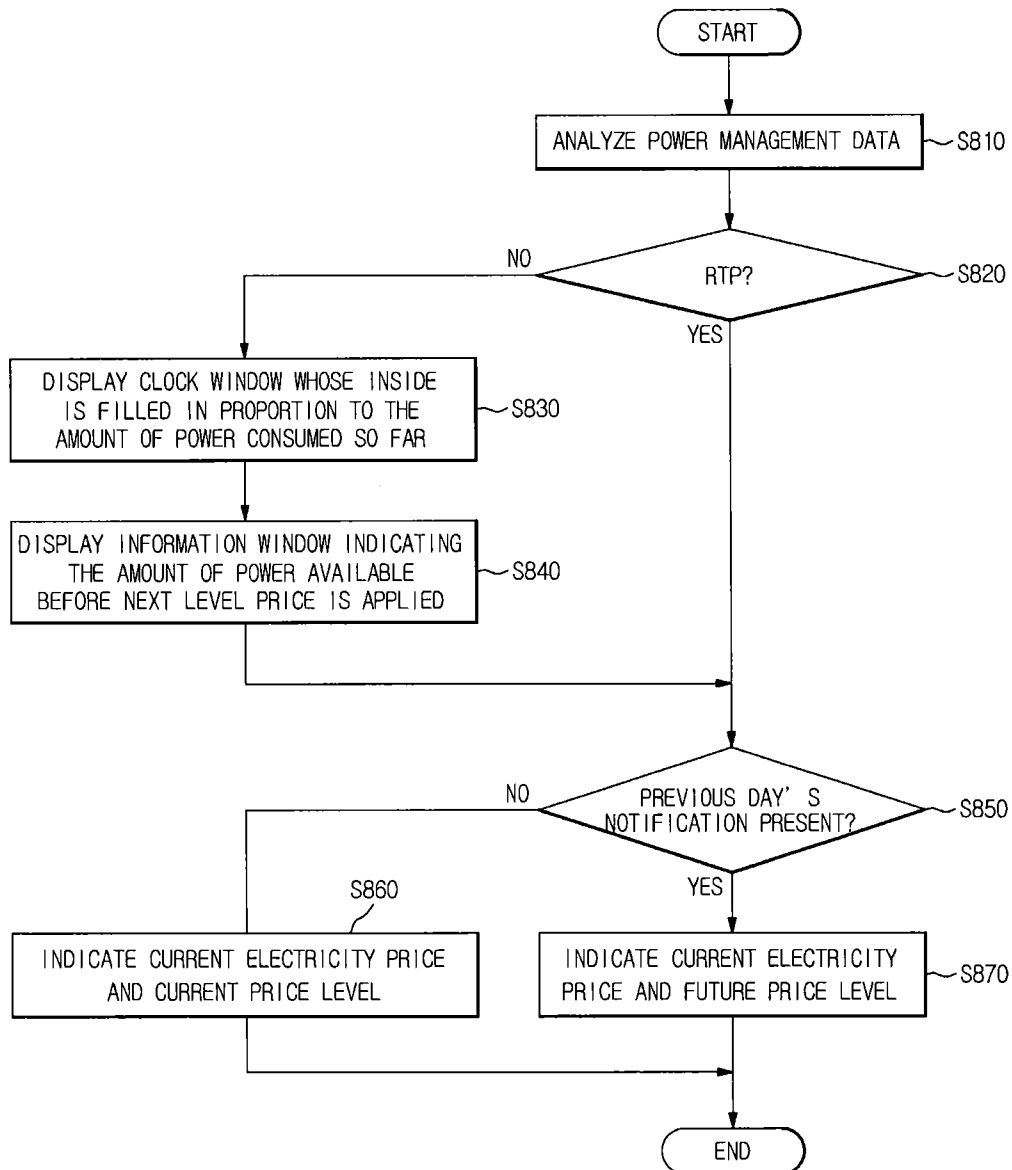 START
ANALYZE POWER MANAGEMENT DATA
S810
NO
RTP?
S820
YES
DISPLAY CLOCK WINDOW WHOSE INSIDE
IS FILLED IN PROPORTION TO THE
AMOUNT OF POWER CONSUMED SO FAR
S830
DISPLAY INFORMATION WINDOW INDICATING
THE AMOUNT OF POWER AVAILABLE
BEFORE NEXT LEVEL PRICE IS APPLIED
S840
NO
PREVIOUS DAY'S
NOTIFICATION PRESENT?
S850
YES
S860
INDICATE CURRENT ELECTRICITY PRICE
AND CURRENT PRICE LEVEL
INDICATE CURRENT ELECTRICITY
PRICE AND FUTURE PRICE LEVEL
S870
END